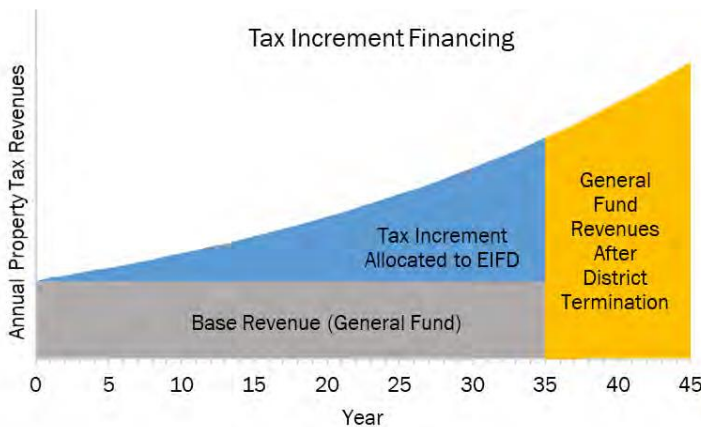 Tax Increment Financing
Annual Property Tax Revenues
Tax Increment
Allocated to EIFD
Base Revenue (General Fund)
General
Fund
Revenues
After
District
Termination
0 5 10 15 20 25 30 35 40 45
Year